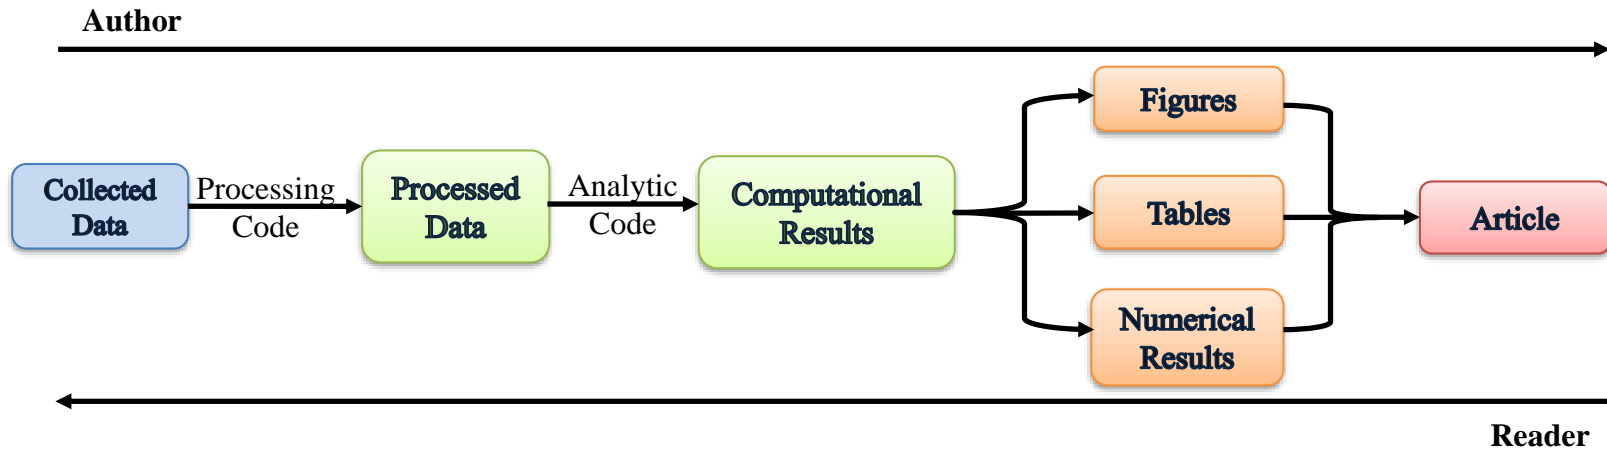 Author
Collected
Data
Processing
Code
Processed
Data
Analytic
Code
Computational
Results
Figures
Tables
Numerical
Results
Article
Reader